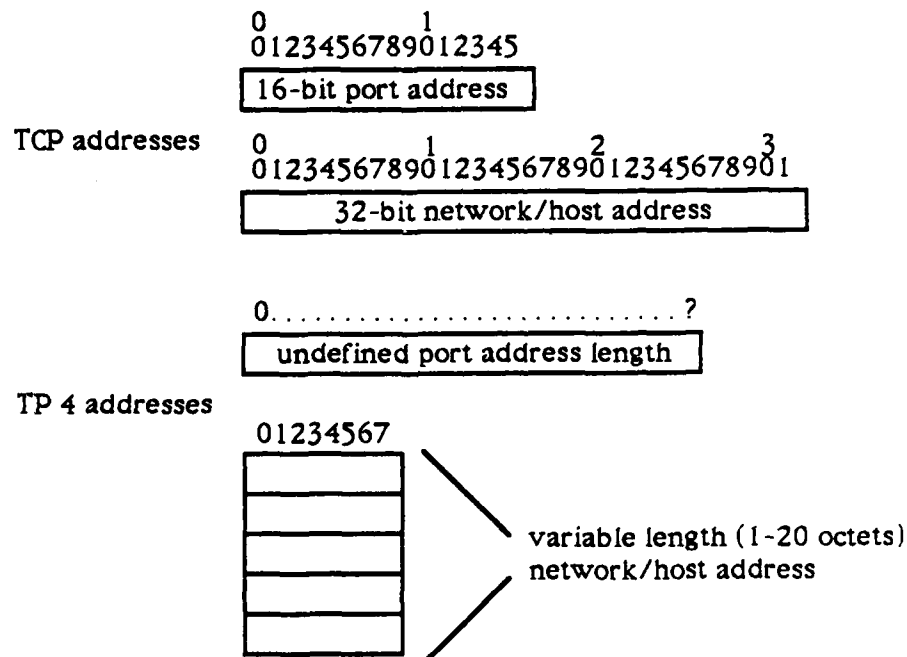 0 1
0123456789012345
16-bit port address
TCP addresses
0 1 2 3
01234567890123456789012345678901
32-bit network/host address
0. . . . . . . . . . . . . . . . . . . . . . . . . . . . ?
undefined port address length
TP 4 addresses
01234567
variable length (1-20 octets)
network/host address